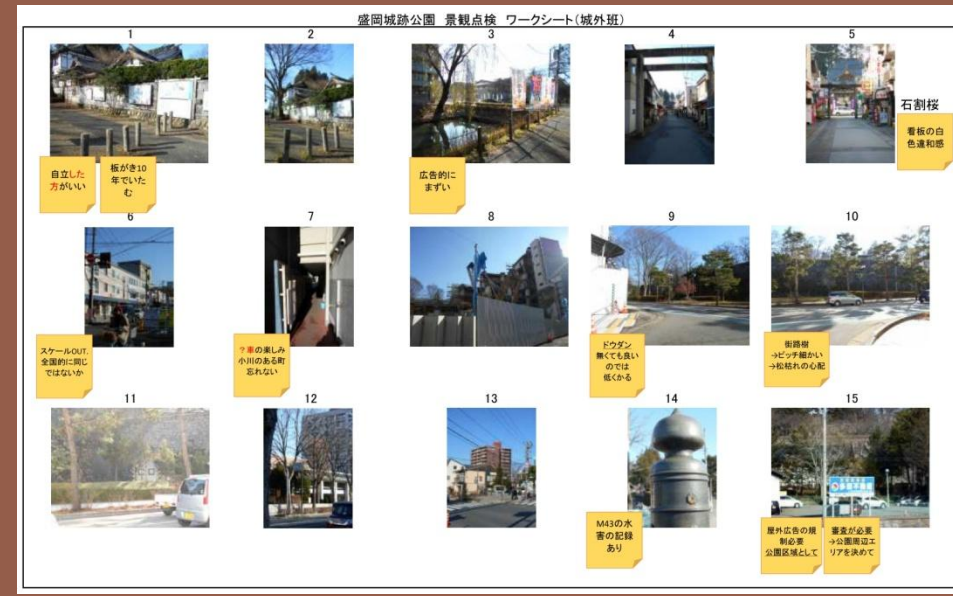 盛岡城跡公園 景観点検 ワークシート(城外班)
1
2
3
4
5
石割桜
自立した
方がいい
板がき10
年でいた
む
広告的に
まずい
看板の白
色違和感
6
7
8
9
10
スケールOUT.
全国的に同じ
ではないか
?車の楽しみ
小川のある町
忘れない
ドウダン
無くても良い
のでは
低くかる
街路樹
→ピッチ細かい
→松枯れの心配
11
12
13
14
15
M43の水
害の記録
あり
屋外広告の規
制必要
公園区域として
審査が必要
→公園周辺エ
リアを決めて